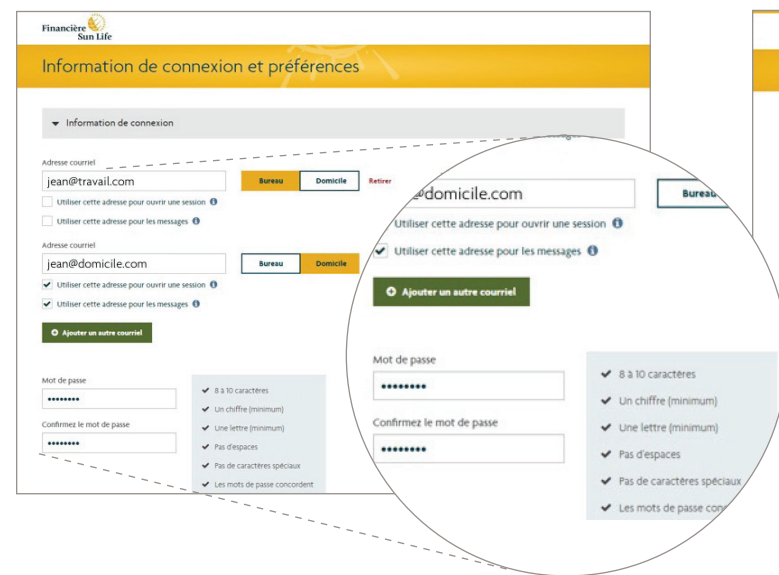 Financière
Sun Life
Information de connexion et préférences
Information de connexion
Adresse courriel
jean@travail.com
Bureau
Domicile
Retirer
Utiliser cette adresse pour ouvrir une session
Utiliser cette adresse pour les messages
Adresse courriel
jean@domicile.com
Bureau
Domicile
Utiliser cette adresse pour ouvrir une session
Utiliser cette adresse pour les messages
Ajouter un autre courriel
Mot de passe
Confirmez le mot de passe
8 à 10 caractères
Un chiffre (minimum)
Une lettre (minimum)
Pas d'espaces
Pas de caractères spéciaux
Les mots de passe concordent
@domicile.com
Bureau
Utiliser cette adresse pour ouvrir une session
Utiliser cette adresse pour les messages
Ajouter un autre courriel
Mot de passe
Confirmez le mot de passe
8 à 10 caractères
Un chiffre (minimum)
Une lettre (minimum)
Pas d'espaces
Pas de caractères spéciaux
Les mots de passe